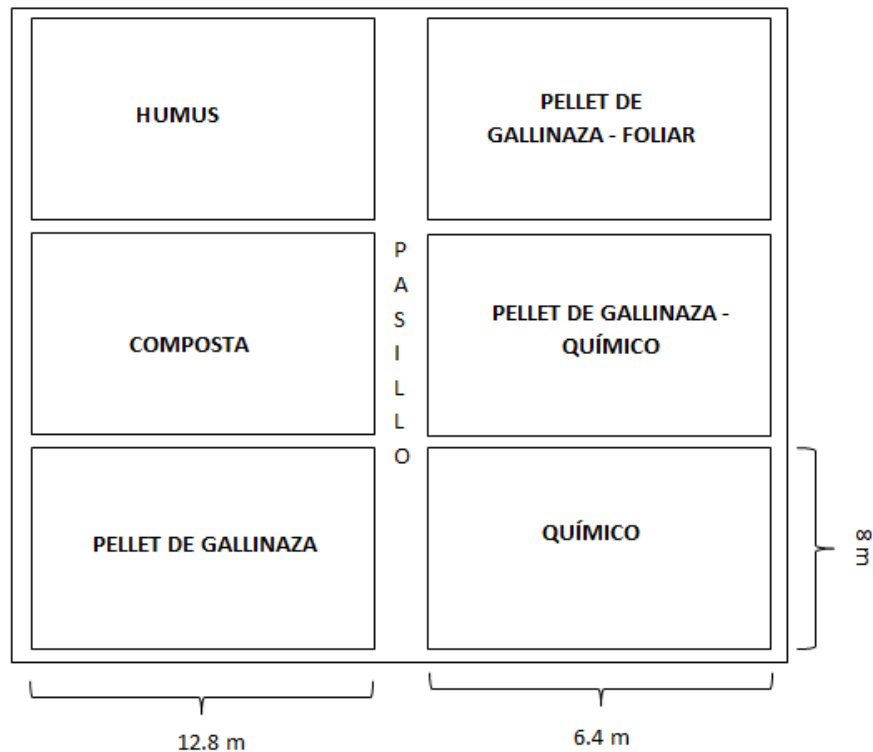 HUMUS
PELLET DE
GALLINAZA - FOLIAR
COMPOSTA
P
A
S
I
L
L
O
PELLET DE GALLINAZA -
QUÍMICO
PELLET DE GALLINAZA
QUÍMICO
8 m
12.8 m
6.4 m